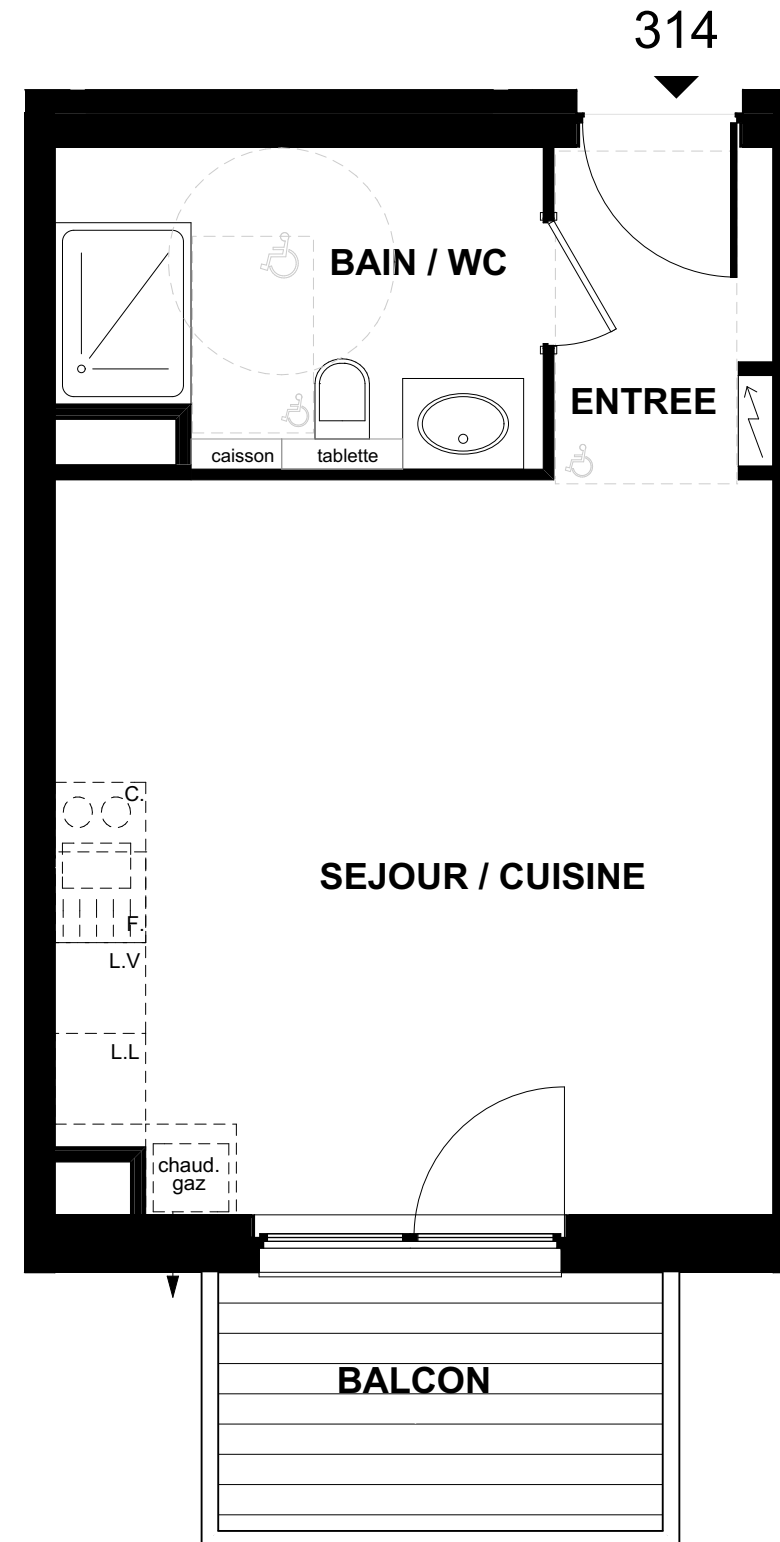 314
BAIN / WC
ENTREE
caisson
tablette
C.
SEJOUR / CUISINE
F.
L.V
L.L
chaud.
gaz
BALCON